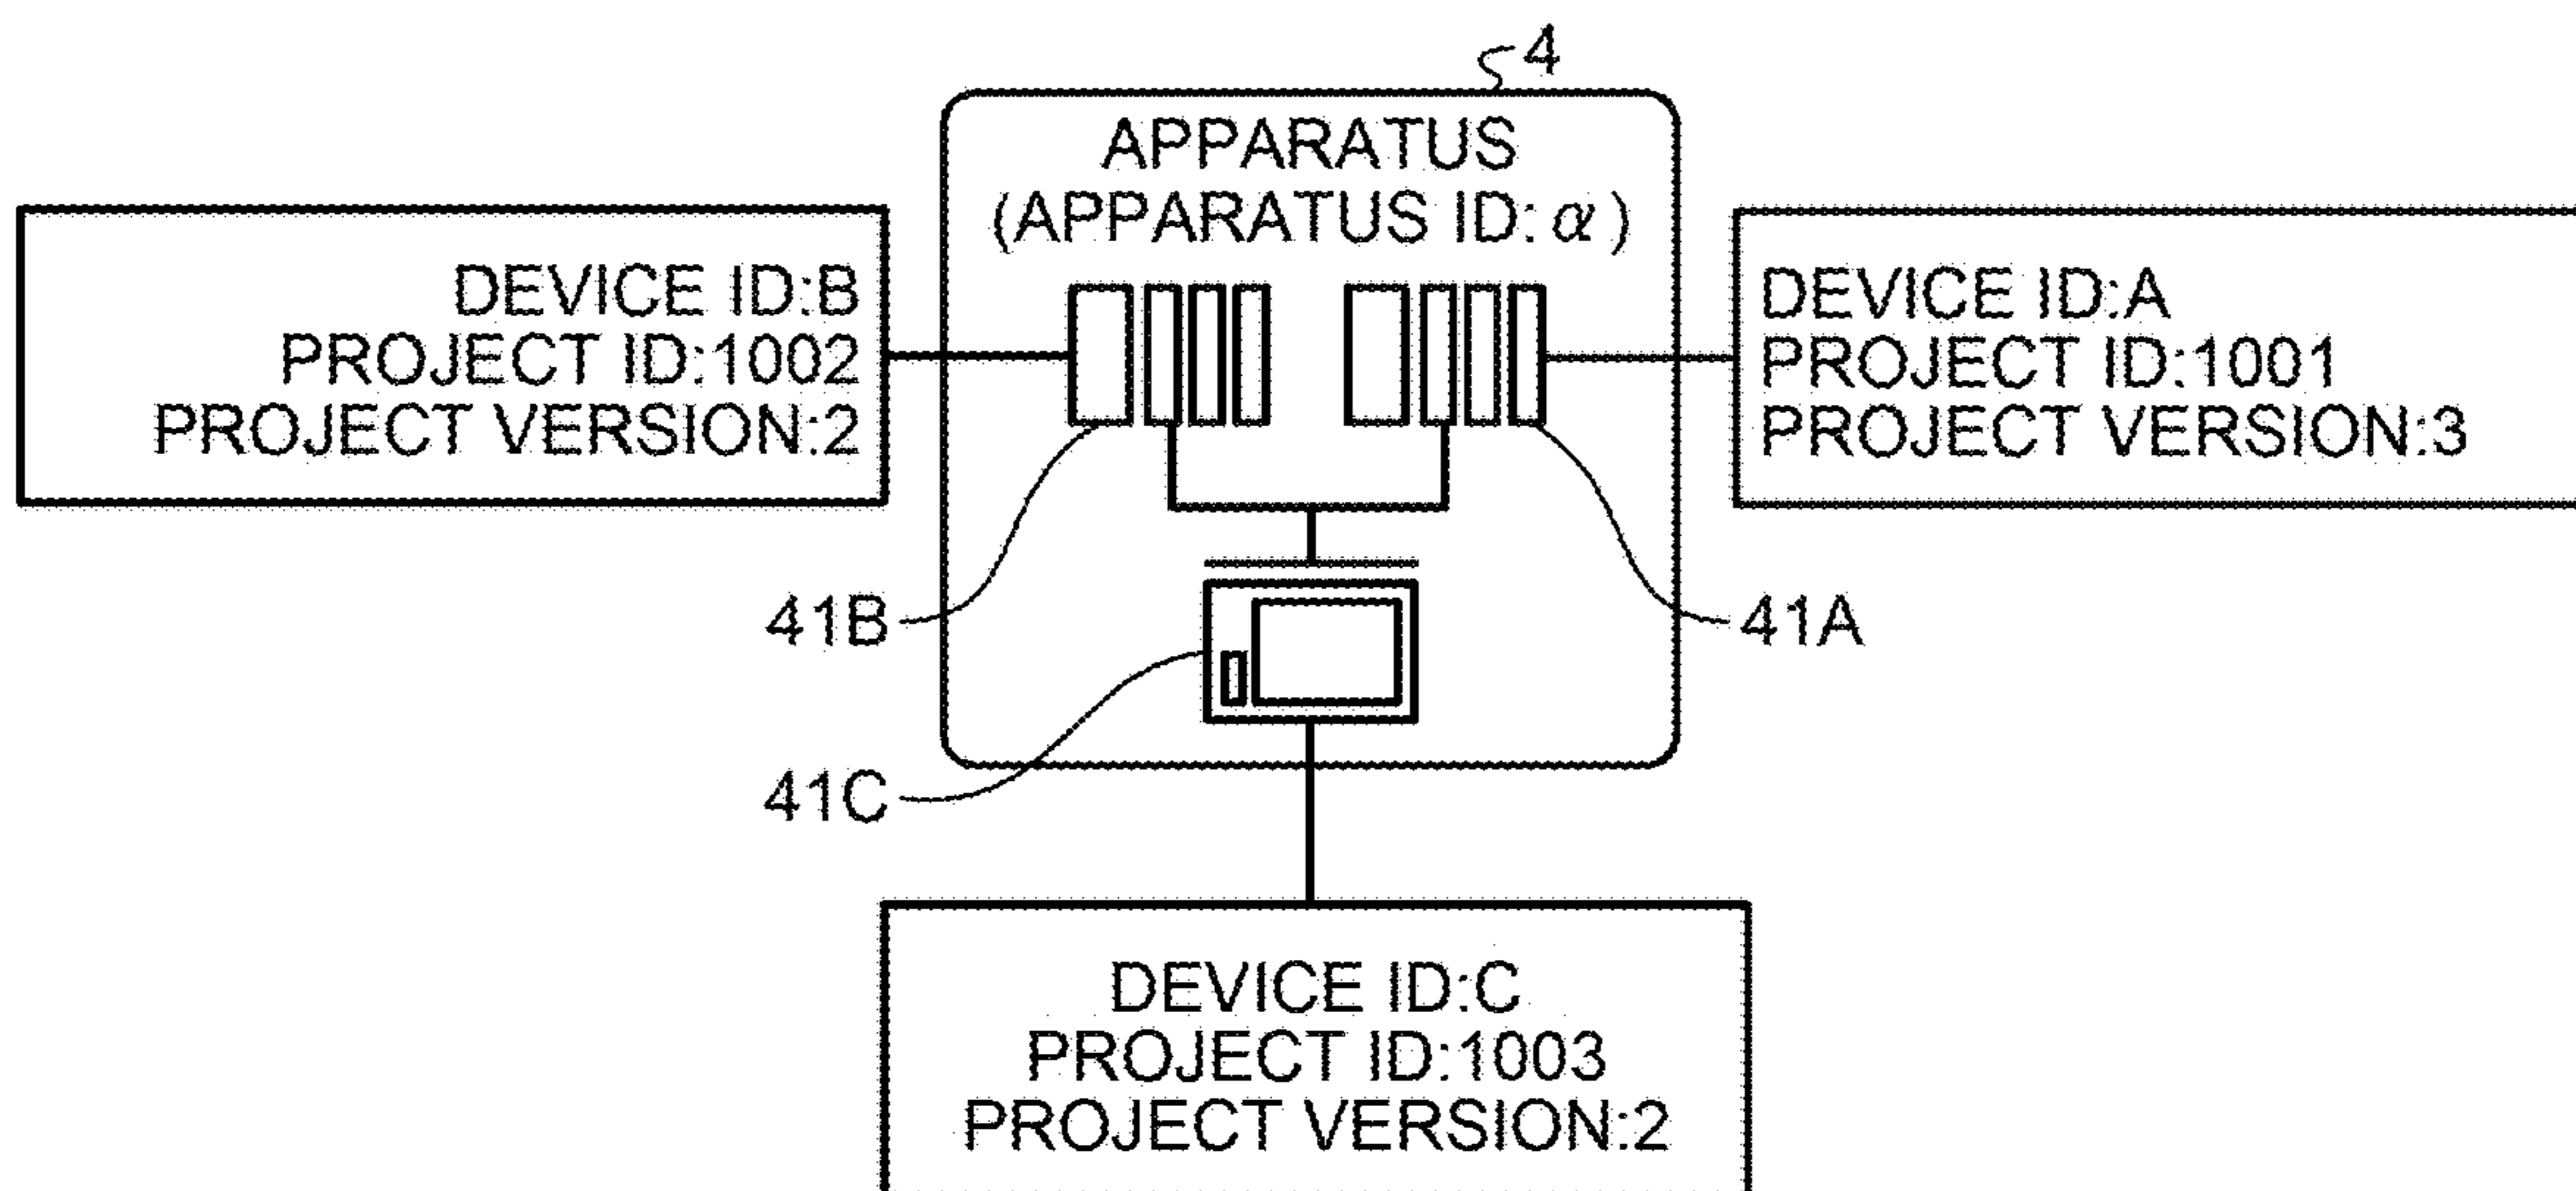 4
APPARATUS
(APPARATUS ID: α)
DEVICE ID:B
PROJECT ID:1002
PROJECT VERSION:2
DEVICE ID:A
PROJECT ID:1001
PROJECT VERSION:3
41B
41A
41C
DEVICE ID:C
PROJECT ID:1003
PROJECT VERSION:2